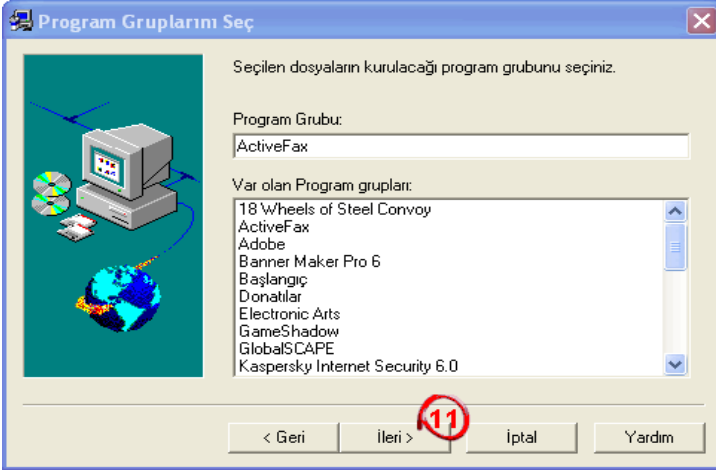 Program Gruplarını Seç
Seçilen dosyaların kurulacağı program grubunu seçiniz.
Program Grubu:
ActiveFax
Var olan Program grupları:
18 Wheels of Steel Convoy
ActiveFax
Adobe
Banner Maker Pro 6
Başlangıç
Donatılar
Electronic Arts
GameShadow
GlobalSCAPE
Kaspersky Internet Security 6.0
< Geri
İleri >
11
İptal
Yardım